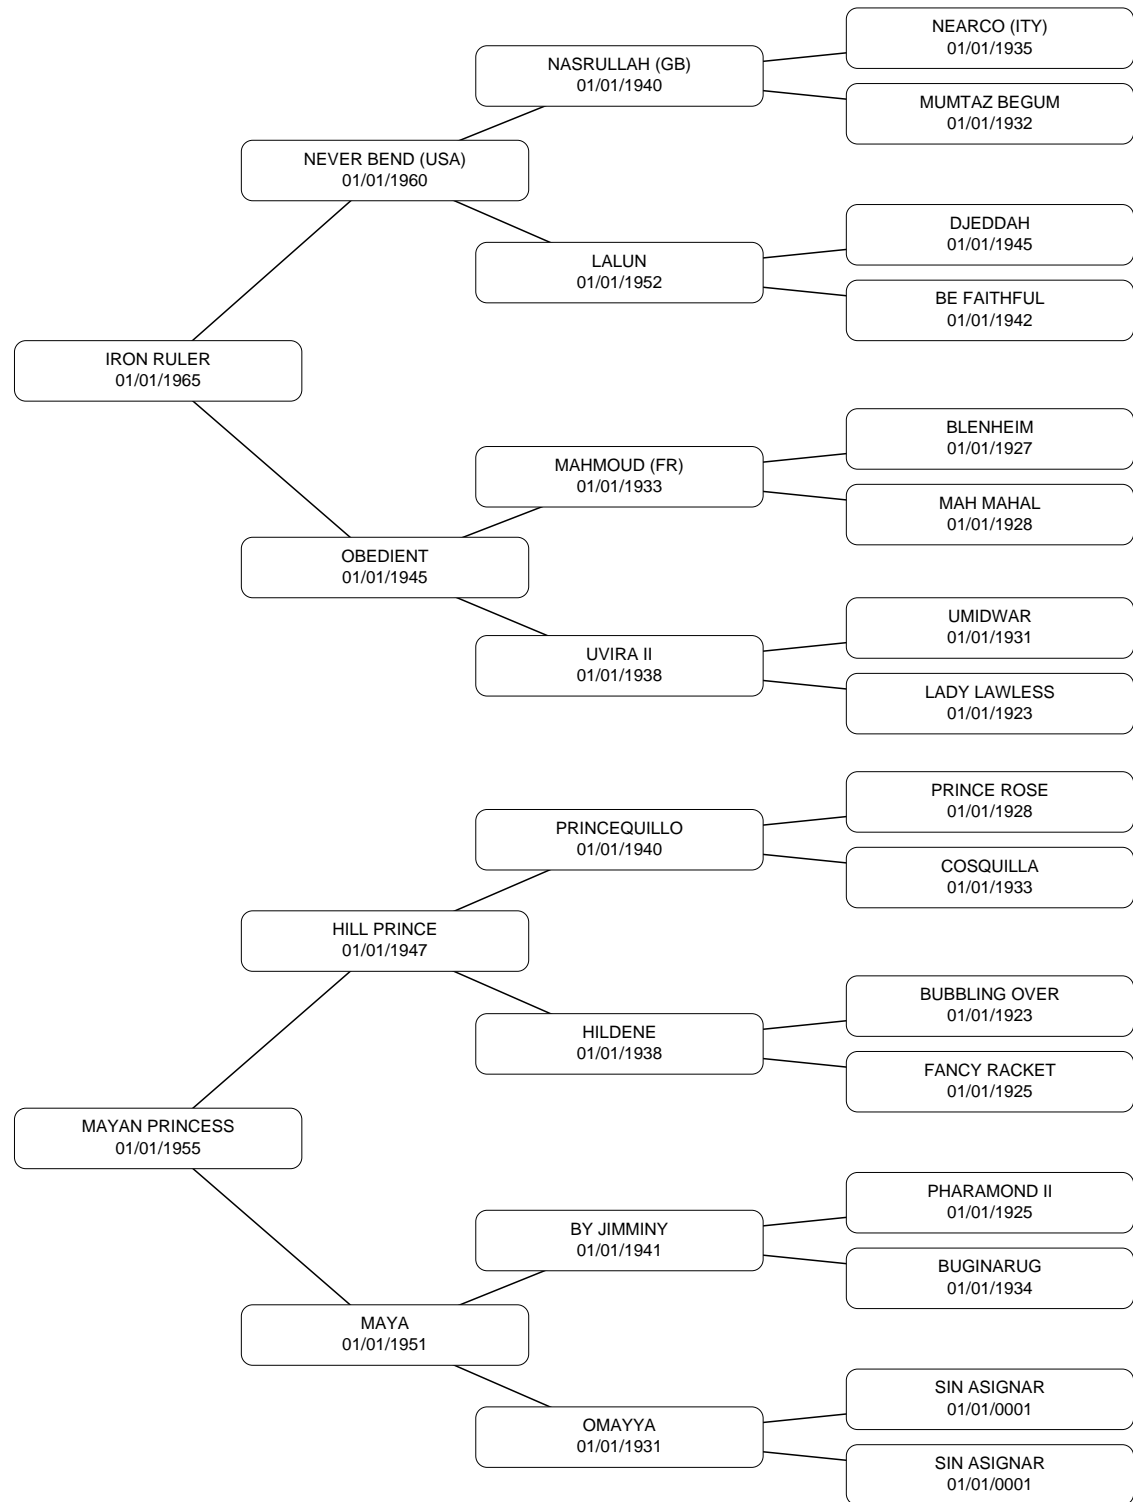 NEARCO (ITY)
01/01/1935
NASRULLAH (GB)
01/01/1940
MUMTAZ BEGUM
01/01/1932
NEVER BEND (USA)
01/01/1960
DJEDDAH
01/01/1945
LALUN
01/01/1952
BE FAITHFUL
01/01/1942
IRON RULER
01/01/1965
BLENHEIM
01/01/1927
MAHMOUD (FR)
01/01/1933
MAH MAHAL
01/01/1928
OBEDIENT
01/01/1945
UMIDWAR
01/01/1931
UVIRA II
01/01/1938
LADY LAWLESS
01/01/1923
PRINCE ROSE
01/01/1928
PRINCEQUILLO
01/01/1940
COSQUILLA
01/01/1933
HILL PRINCE
01/01/1947
BUBBLING OVER
01/01/1923
HILDENE
01/01/1938
FANCY RACKET
01/01/1925
MAYAN PRINCESS
01/01/1955
PHARAMOND II
01/01/1925
BY JIMMINY
01/01/1941
BUGINARUG
01/01/1934
MAYA
01/01/1951
SIN ASIGNAR
01/01/0001
OMAYYA
01/01/1931
SIN ASIGNAR
01/01/0001